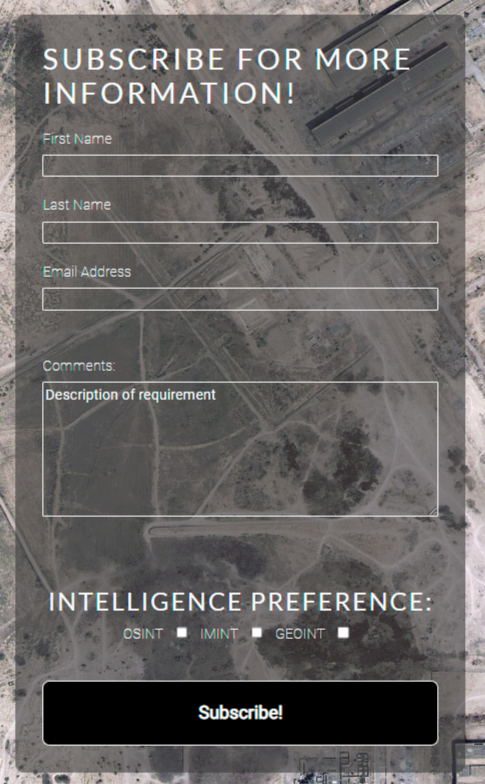 SUBSCRIBE FOR MORE
INFORMATION!
First Name
Last Name
Email Address
Comments:
Description of requirement
INTELLIGENCE PREFERENCE:
OSINT IMINT GEOINT
Subscribe!